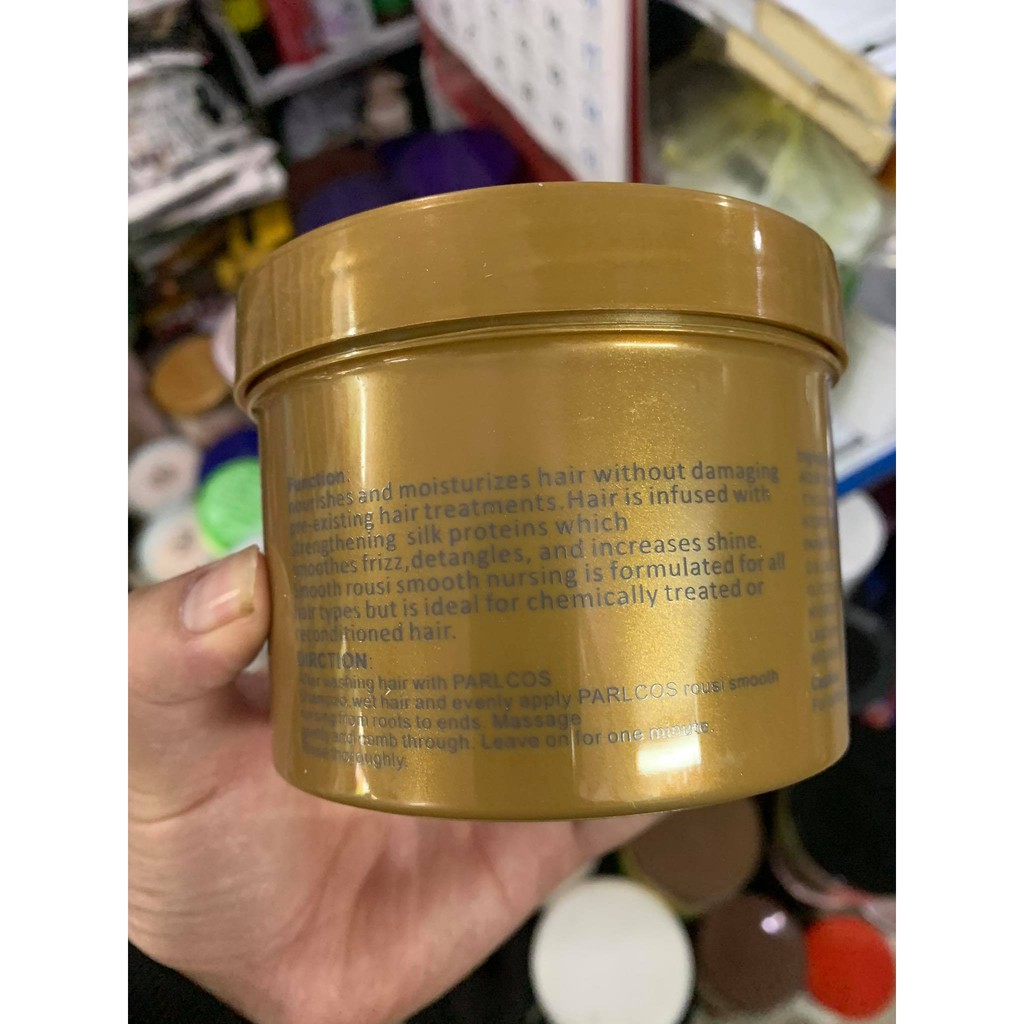 Function:
nourishes and moisturizes hair without damaging
pre-existing hair treatments. Hair is infused with
strengthening silk proteins which
smoothes frizz, detangles, and increases shine.
Smooth rousi smooth nursing is formulated for all
hair types but is ideal for chemically treated or
reconditioned hair.
DIRCTION:
After washing hair with PARLCOS
shampoo, wet hair and evenly apply PARLCOS rousi smooth
nursing from roots to ends. Massage
and comb through. Leave on for one minute.
thoroughly.